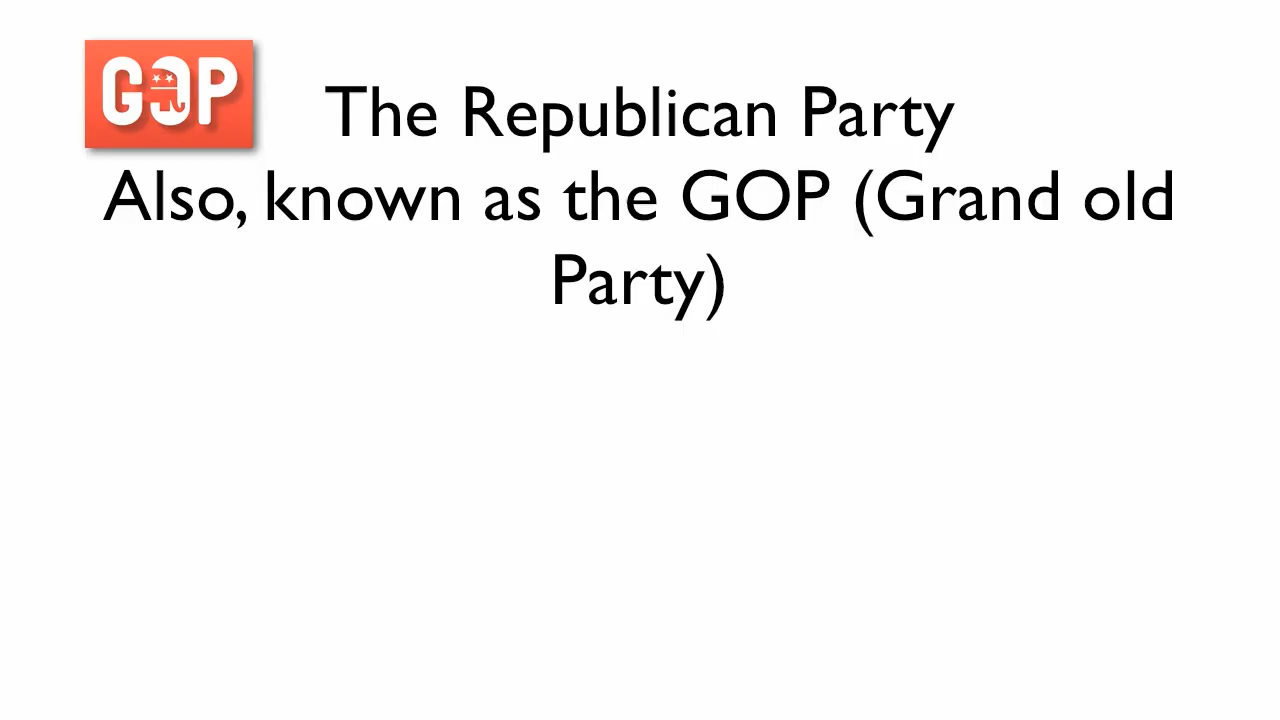 GOP
The Republican Party
Also, known as the GOP (Grand old
Party)